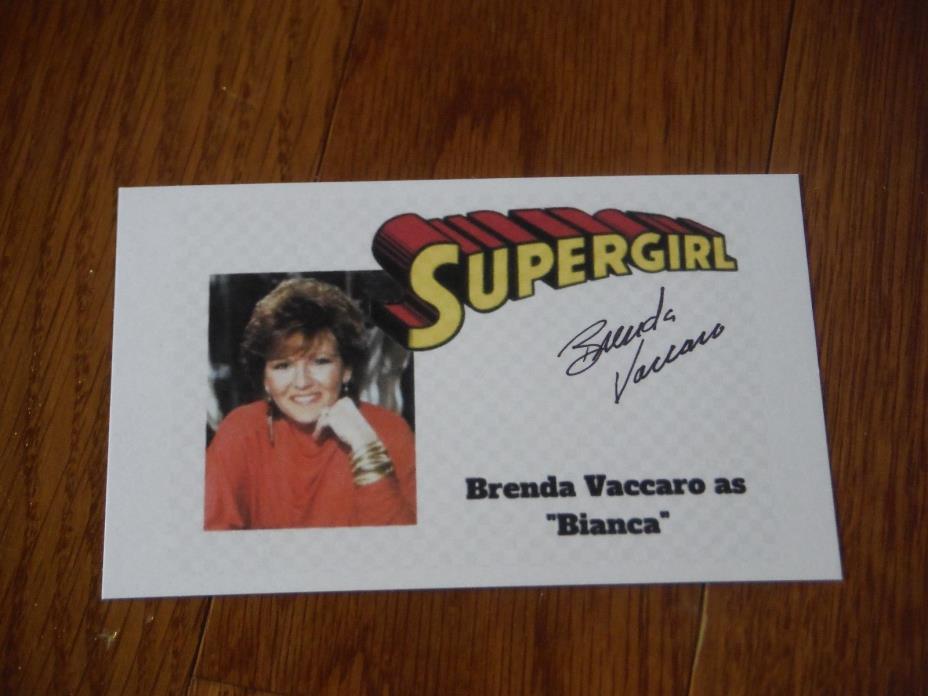 SUPERGIRL
Brenda
Vaccaro
Brenda Vaccaro as
"Bianca"